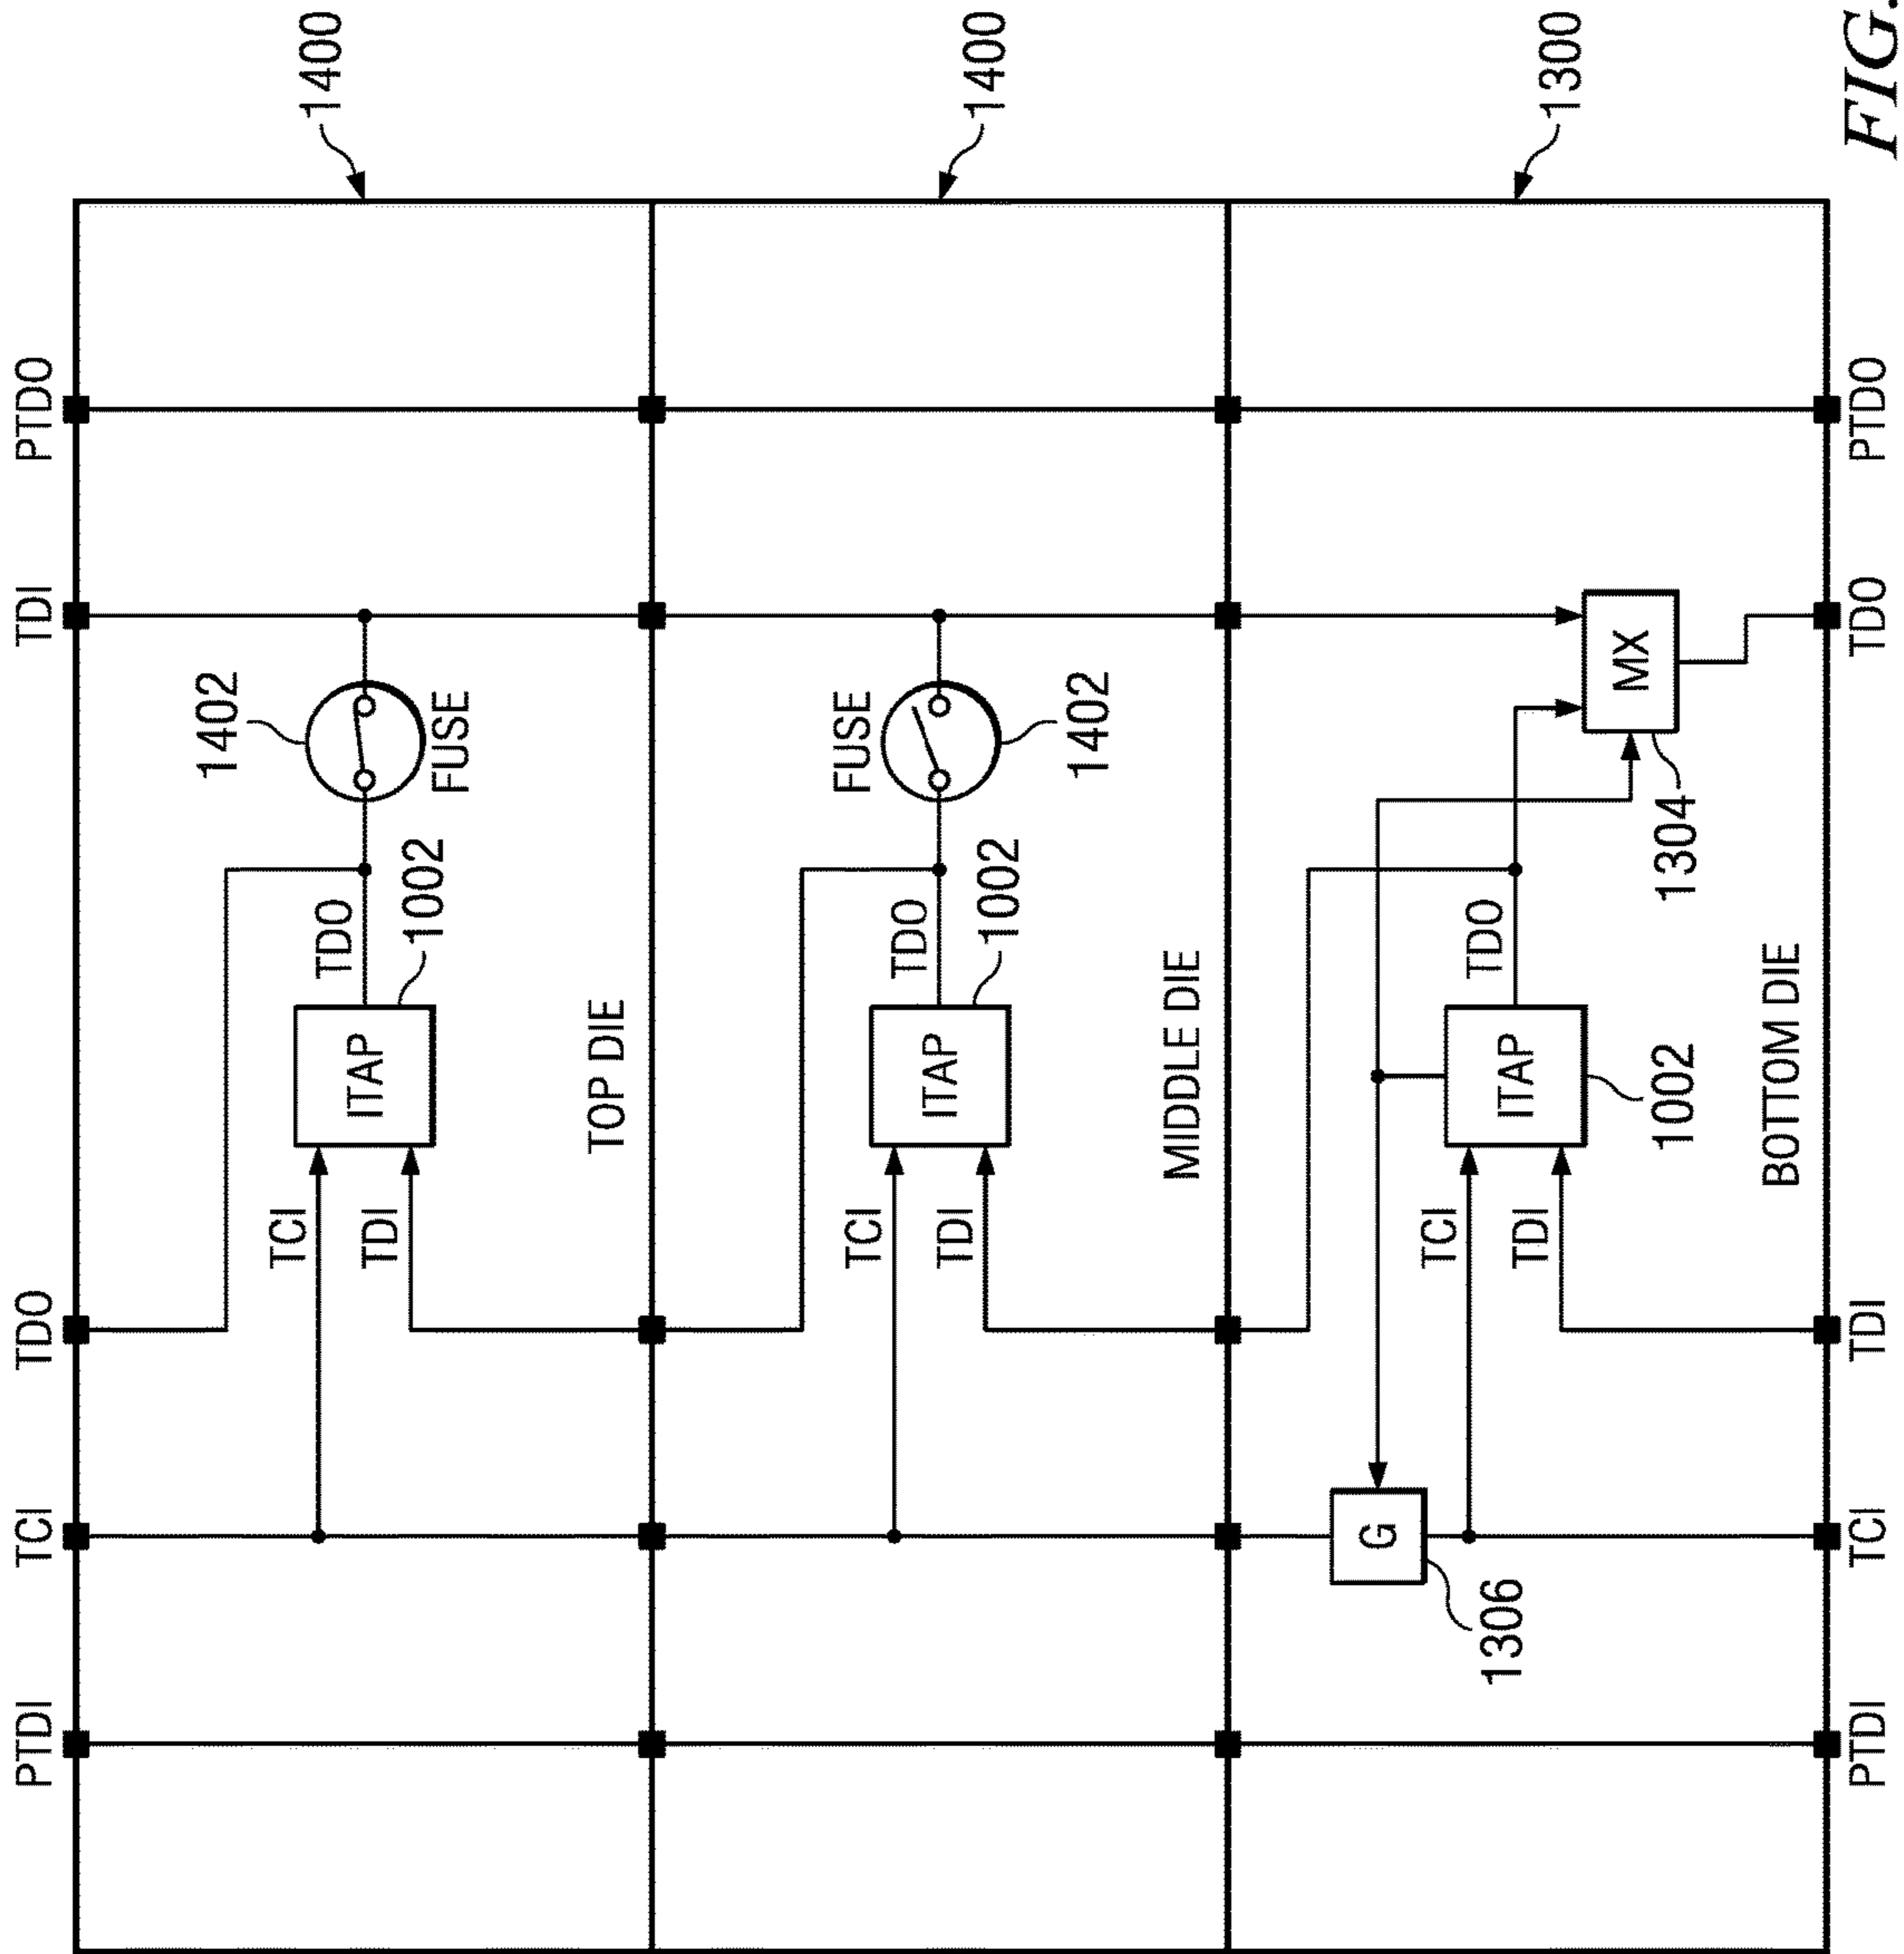 PTDI
TCI
TDO
TDI
PTDO
1400
TCI
TDI
ITAP
TDO
1002
1402
FUSE
TOP DIE
1400
TCI
TDI
ITAP
TDO
1002
FUSE
1402
MIDDLE DIE
1300
G
1306
TCI
TDI
ITAP
TDO
1002
MX
1304
BOTTOM DIE
PTDI
TCI
TDI
TDO
PTDO
FIG.